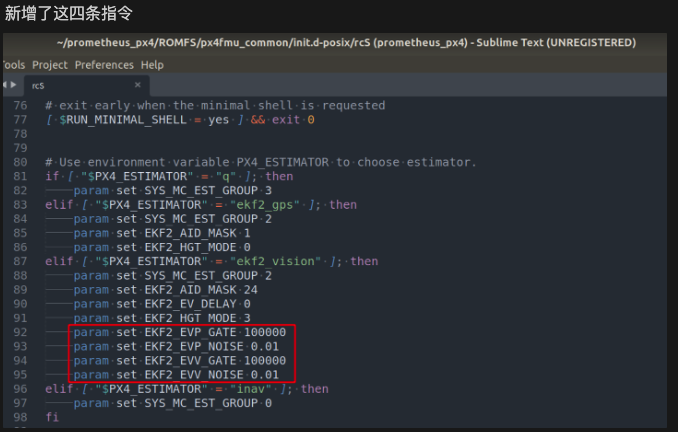 新增了这四条指令
~/prometheus_px4/ROMFS/px4fmu_common/init.d-posix/rcS (prometheus_px4) - Sublime Text (UNREGISTERED)
Tools Project Preferences Help
rcS ×
76 # exit early when the minimal shell is requested
77 [ $RUN_MINIMAL_SHELL = yes ] && exit 0
78
79
80 # Use environment variable PX4_ESTIMATOR to choose estimator.
81 if [ "$PX4_ESTIMATOR" = "q" ]; then
82 param set SYS_MC_EST_GROUP 3
83 elif [ "$PX4_ESTIMATOR" = "ekf2_gps" ]; then
84 param set SYS_MC_EST_GROUP 2
85 param set EKF2_AID_MASK 1
86 param set EKF2_HGT_MODE 0
87 elif [ "$PX4_ESTIMATOR" = "ekf2_vision" ]; then
88 param set SYS_MC_EST_GROUP 2
89 param set EKF2_AID_MASK 24
90 param set EKF2_EV_DELAY 0
91 param set EKF2_HGT_MODE 3
92 param set EKF2_EVP_GATE 100000
93 param set EKF2_EVP_NOISE 0.01
94 param set EKF2_EVV_GATE 100000
95 param set EKF2_EVV_NOISE 0.01
96 elif [ "$PX4_ESTIMATOR" = "inav" ]; then
97 param set SYS_MC_EST_GROUP 0
98 fi